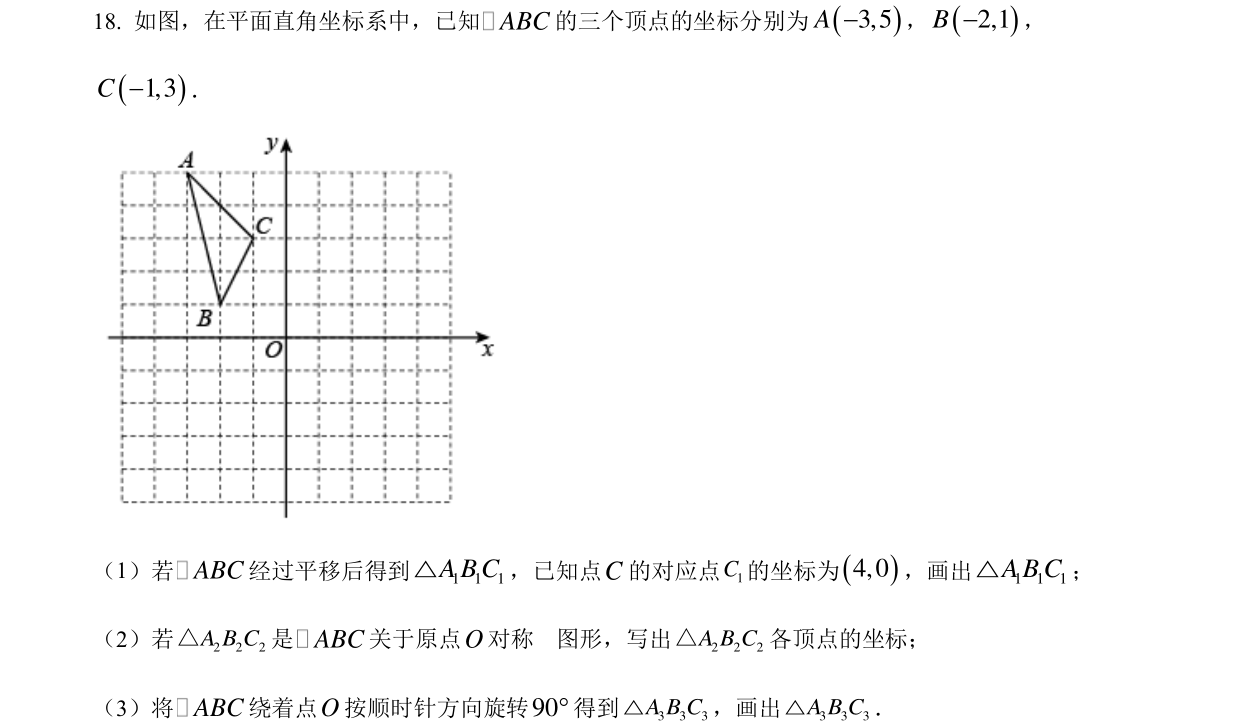 18. 如图，在平面直角坐标系中，已知□ABC的三个顶点的坐标分别为A(−3,5)，B(−2,1)，
C(−1,3).
y
A
C
B
O
x
（1）若□ABC经过平移后得到△A₁B₁C₁，已知点C的对应点C₁的坐标为(4,0)，画出△A₁B₁C₁；
（2）若△A₂B₂C₂是□ABC关于原点O对称　图形，写出△A₂B₂C₂各顶点的坐标；
（3）将□ABC绕着点O按顺时针方向旋转90°得到△A₃B₃C₃，画出△A₃B₃C₃.